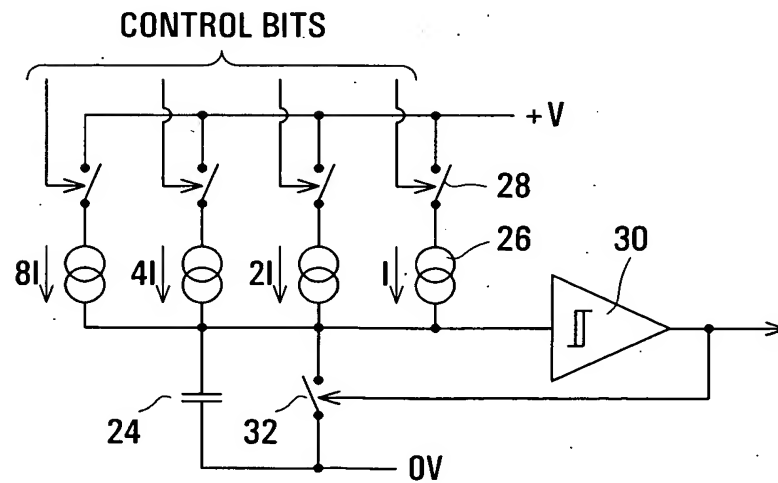 CONTROL BITS
+V
28
26
8I
4I
2I
I
30
24
32
0V